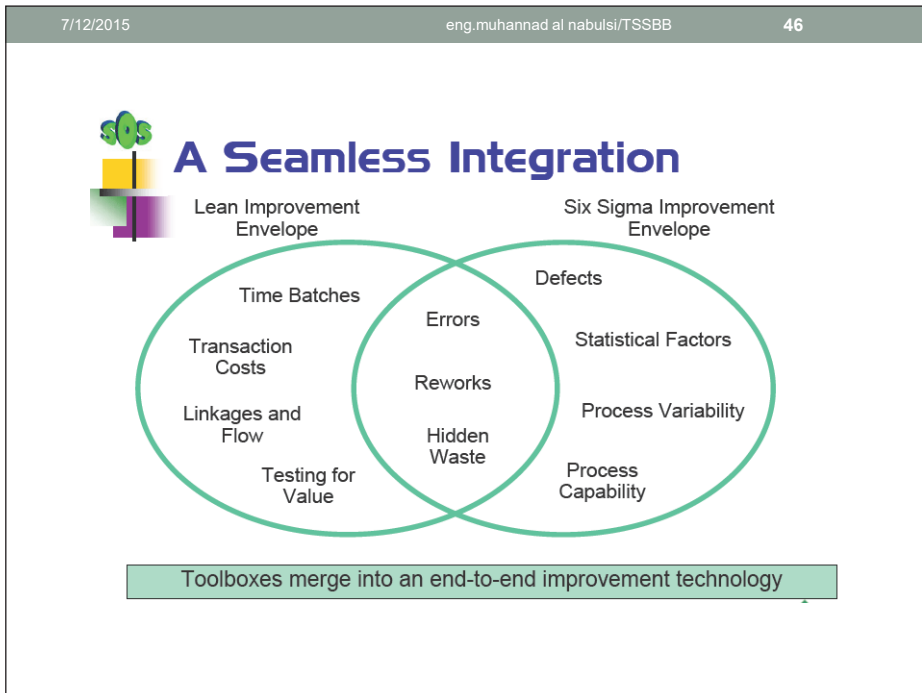 7/12/2015 eng.muhannad al nabulsi/TSSBB 46
SOS
A Seamless Integration
Lean Improvement
Envelope
Six Sigma Improvement
Envelope
Time Batches
Transaction
Costs
Linkages and
Flow
Testing for
Value
Errors
Reworks
Hidden
Waste
Defects
Statistical Factors
Process Variability
Process
Capability
Toolboxes merge into an end-to-end improvement technology